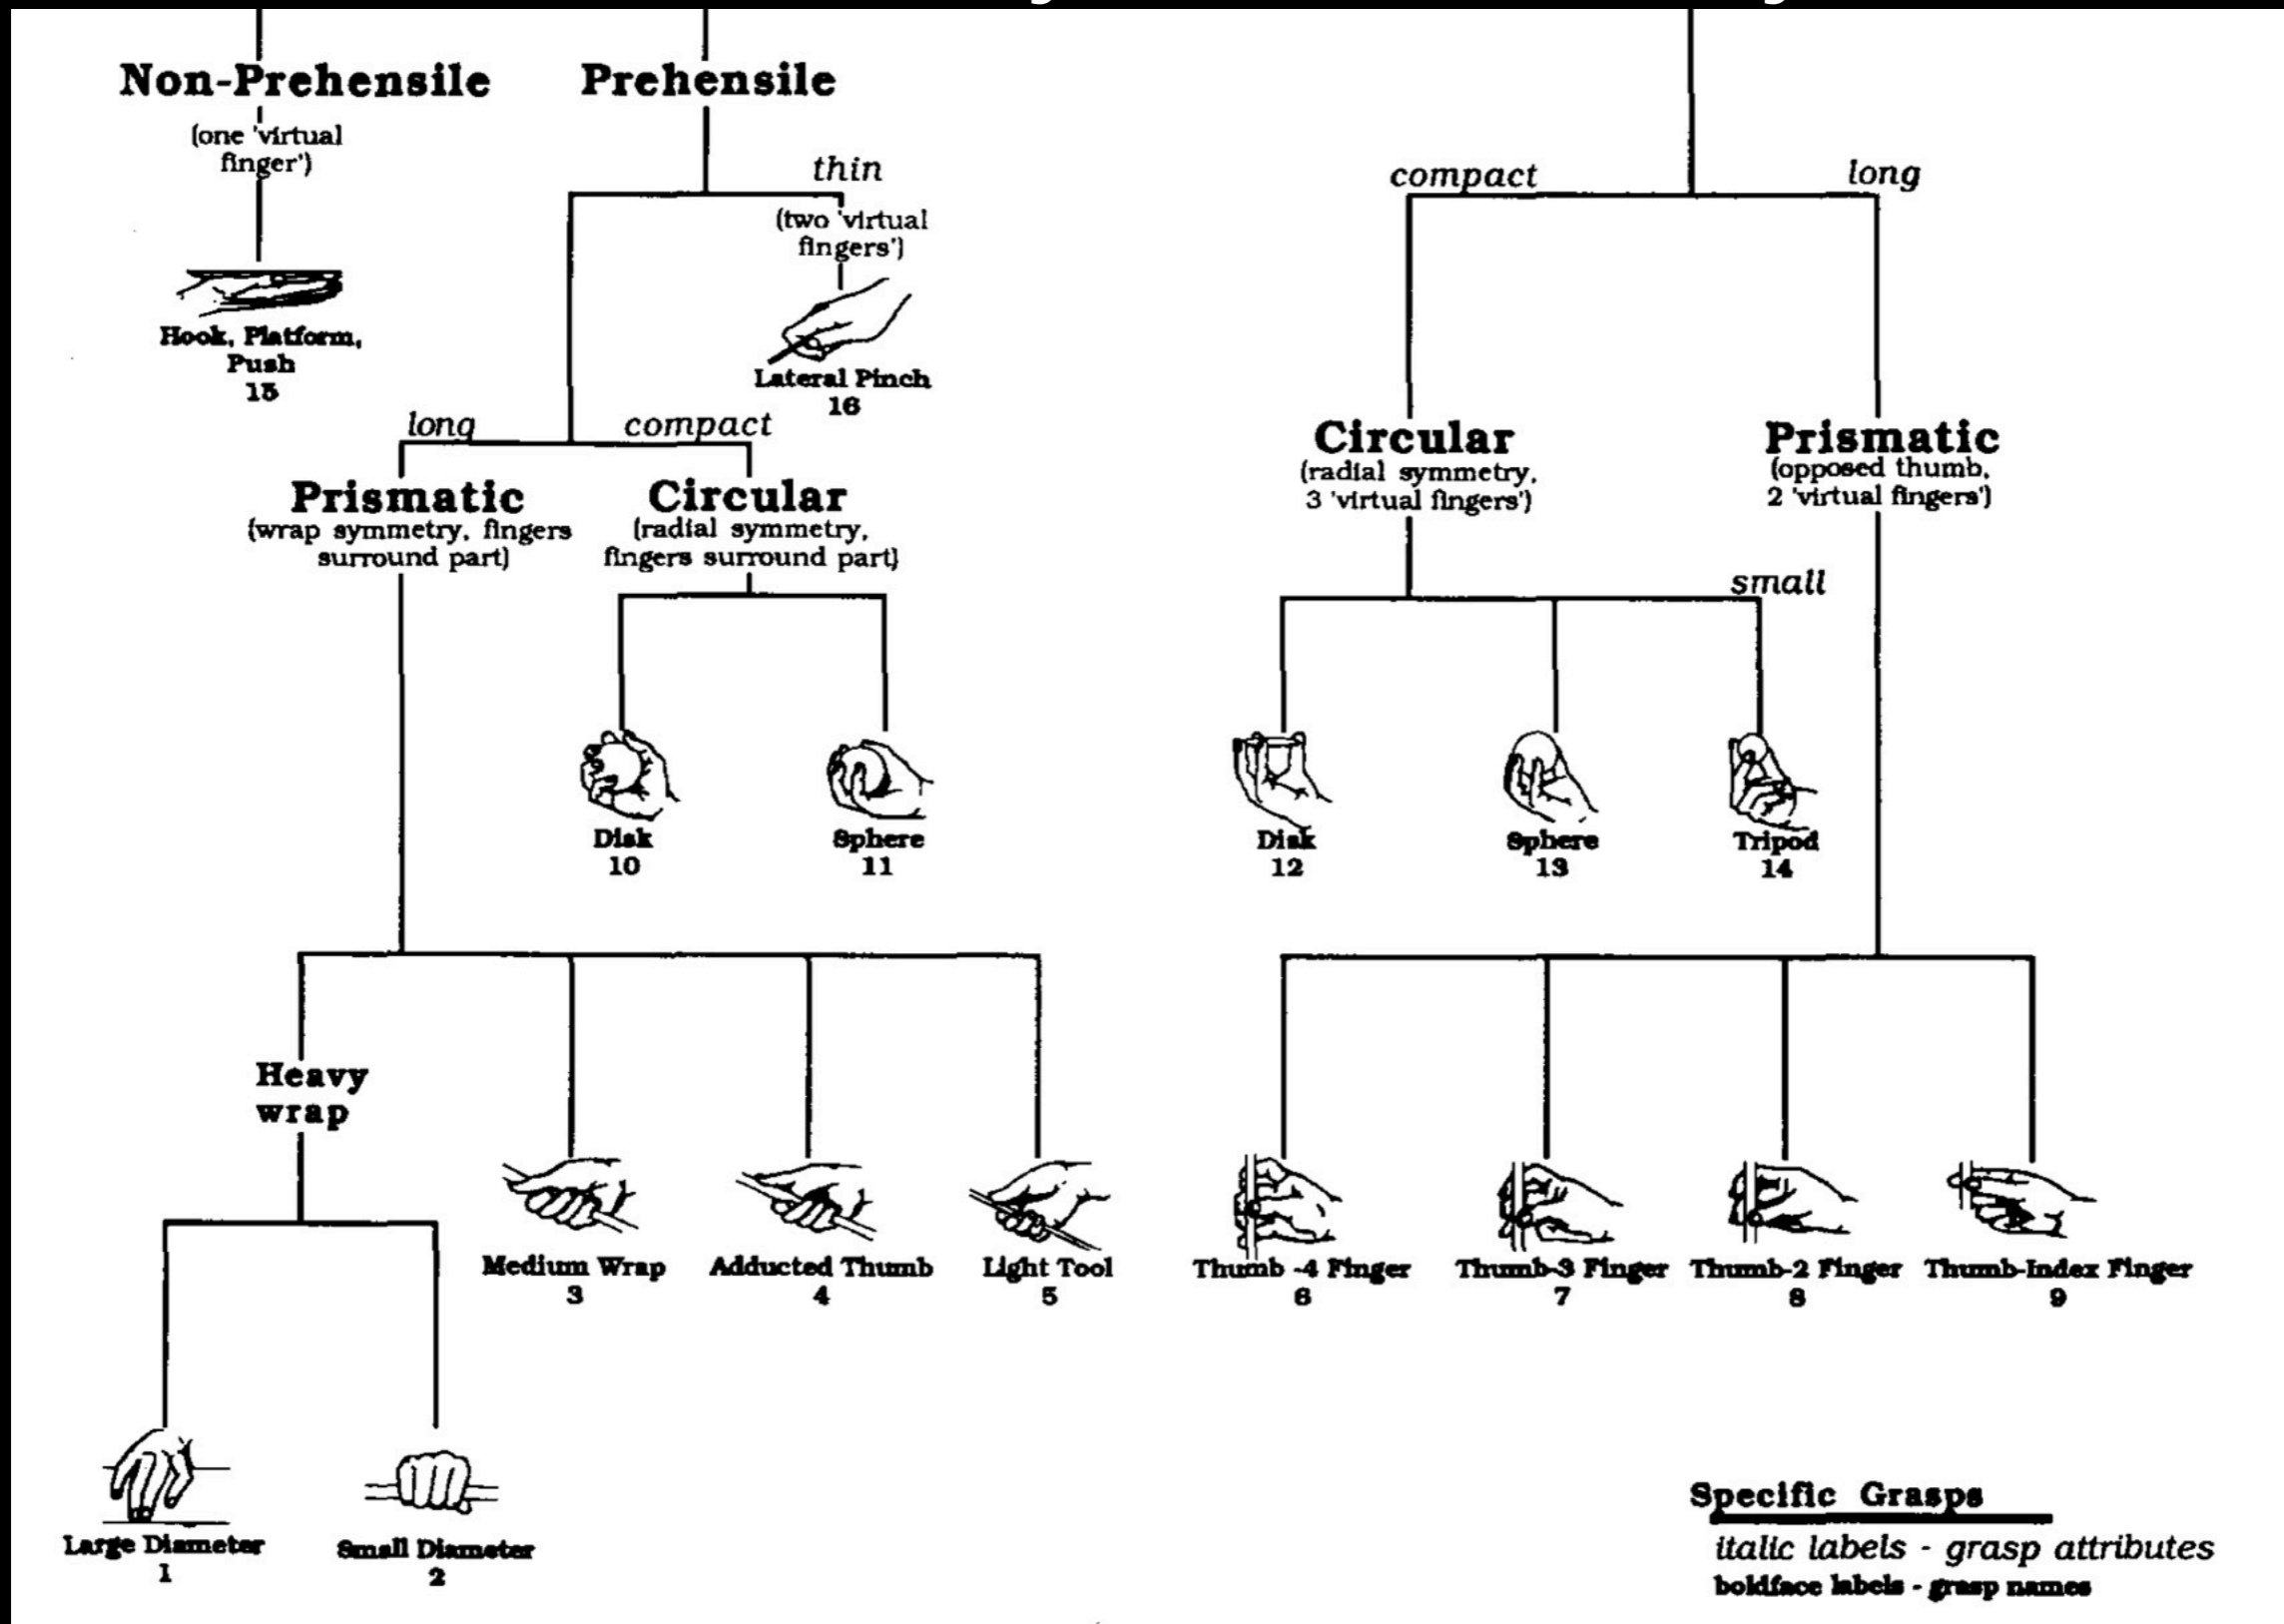 Non-Prehensile
(one 'virtual
finger')
Hook, Platform,
Push
15
Prehensile
thin
(two 'virtual
fingers')
Lateral Pinch
16
long
compact
Prismatic
(wrap symmetry, fingers
surround part)
Circular
(radial symmetry,
fingers surround part)
Disk
10
Sphere
11
Heavy
wrap
Large Diameter
1
Small Diameter
2
Medium Wrap
3
Adducted Thumb
4
Light Tool
5
compact
long
Circular
(radial symmetry,
3 'virtual fingers')
Prismatic
(opposed thumb,
2 'virtual fingers')
small
Disk
12
Sphere
13
Tripod
14
Thumb -4 Finger
6
Thumb-3 Finger
7
Thumb-2 Finger
8
Thumb-Index Finger
9
Specific Grasps
italic labels - grasp attributes
boldface labels - grasp names